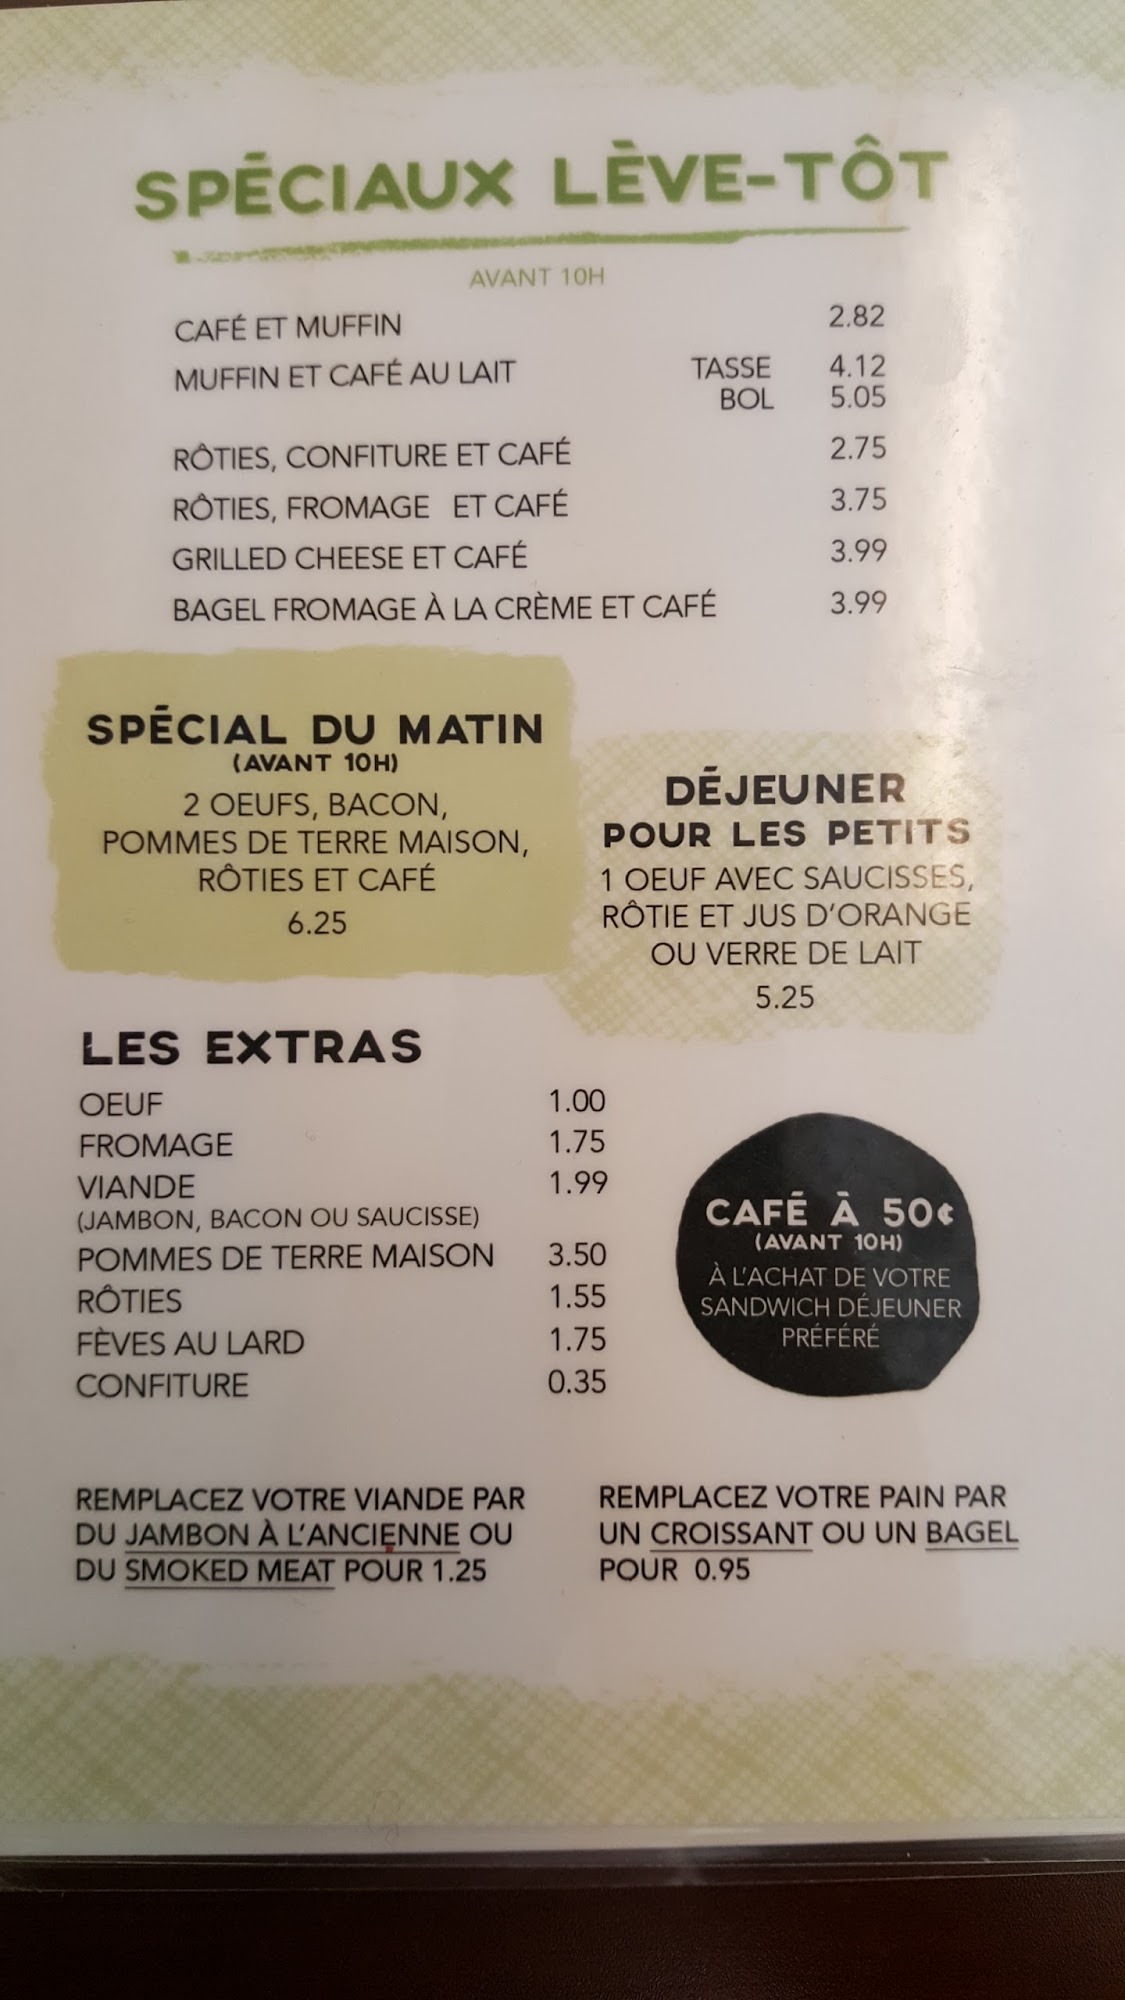 SPÉCIAUX LÈVE-TÔT
AVANT 10H
CAFÉ ET MUFFIN 2.82
MUFFIN ET CAFÉ AU LAIT TASSE 4.12
BOL 5.05
RÔTIES, CONFITURE ET CAFÉ 2.75
RÔTIES, FROMAGE ET CAFÉ 3.75
GRILLED CHEESE ET CAFÉ 3.99
BAGEL FROMAGE À LA CRÈME ET CAFÉ 3.99
SPÉCIAL DU MATIN
(AVANT 10H)
2 OEUFS, BACON,
POMMES DE TERRE MAISON,
RÔTIES ET CAFÉ
6.25
DÉJEUNER
POUR LES PETITS
1 OEUF AVEC SAUCISSES,
RÔTIE ET JUS D'ORANGE
OU VERRE DE LAIT
5.25
LES EXTRAS
OEUF 1.00
FROMAGE 1.75
VIANDE 1.99
(JAMBON, BACON OU SAUCISSE)
POMMES DE TERRE MAISON 3.50
RÔTIES 1.55
FÈVES AU LARD 1.75
CONFITURE 0.35
CAFÉ À 50¢
(AVANT 10H)
À L'ACHAT DE VOTRE
SANDWICH DÉJEUNER
PRÉFÉRÉ
REMPLACEZ VOTRE VIANDE PAR
DU JAMBON À L'ANCIENNE OU
DU SMOKED MEAT POUR 1.25
REMPLACEZ VOTRE PAIN PAR
UN CROISSANT OU UN BAGEL
POUR 0.95